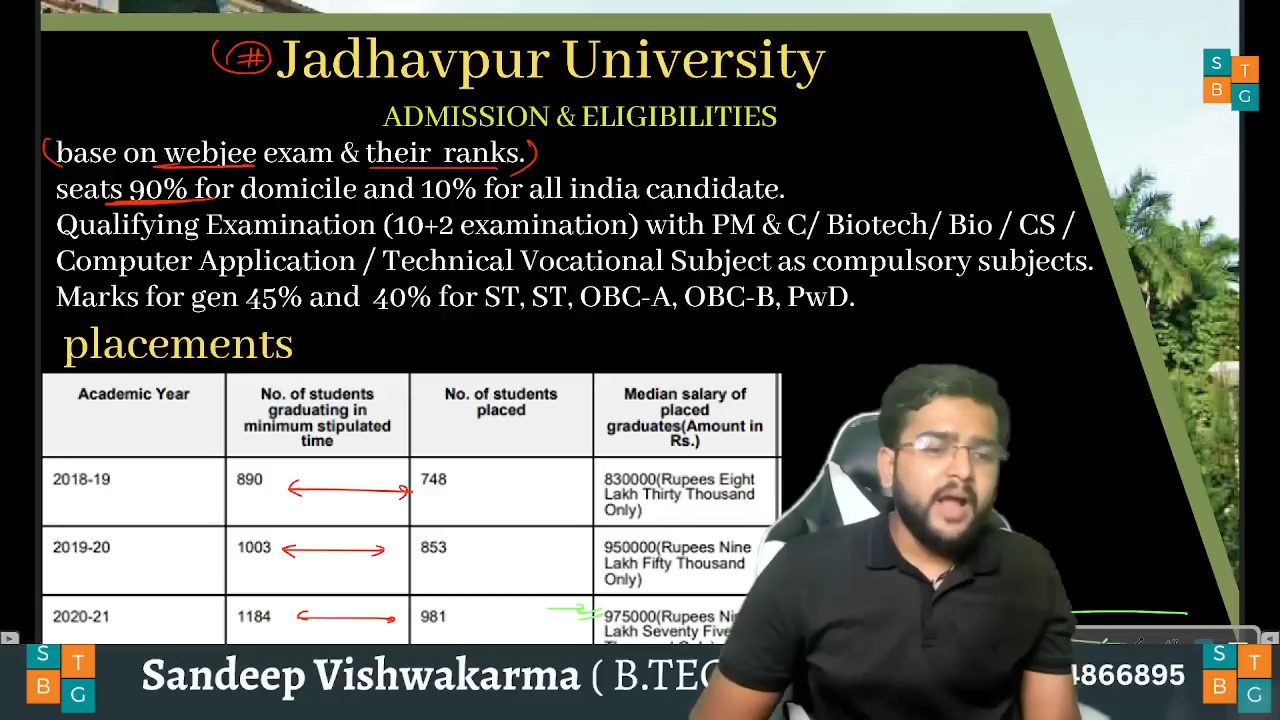 # Jadhavpur University
ADMISSION & ELIGIBILITIES
(base on webjee exam & their ranks.)
seats 90% for domicile and 10% for all india candidate.
Qualifying Examination (10+2 examination) with PM & C/ Biotech/ Bio / CS /
Computer Application / Technical Vocational Subject as compulsory subjects.
Marks for gen 45% and 40% for ST, ST, OBC-A, OBC-B, PwD.
placements
Academic Year
No. of students
graduating in
minimum stipulated
time
No. of students
placed
Median salary of
placed
graduates(Amount in
Rs.)
2018-19
890
748
830000(Rupees Eight
Lakh Thirty Thousand
Only)
2019-20
1003
853
950000(Rupees Nine
Lakh Fifty Thousand
Only)
2020-21
1184
981
975000(Rupees
Lakh Seventy Five
S T
B G
S T
B G
Sandeep Vishwakarma ( B.TEC
4866895
S T
B G